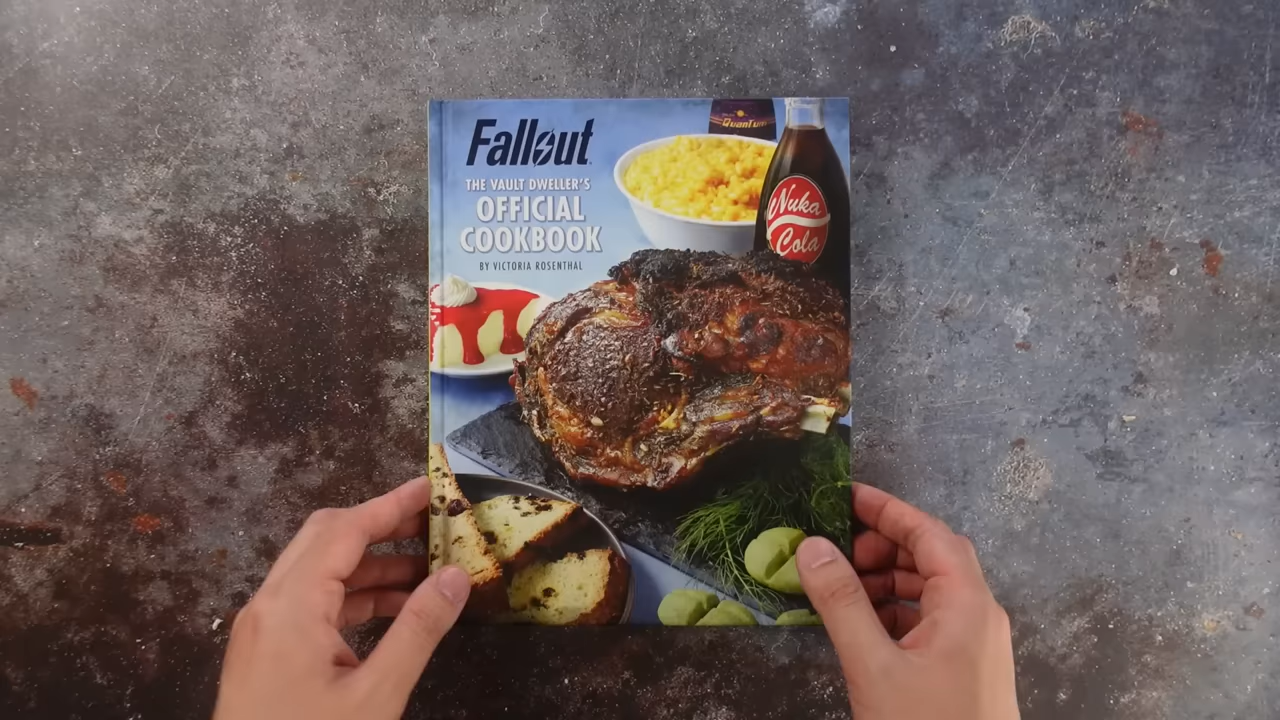 Fallout
THE VAULT DWELLER'S
OFFICIAL
COOKBOOK
BY VICTORIA ROSENTHAL
Quantum
Nuka
Cola